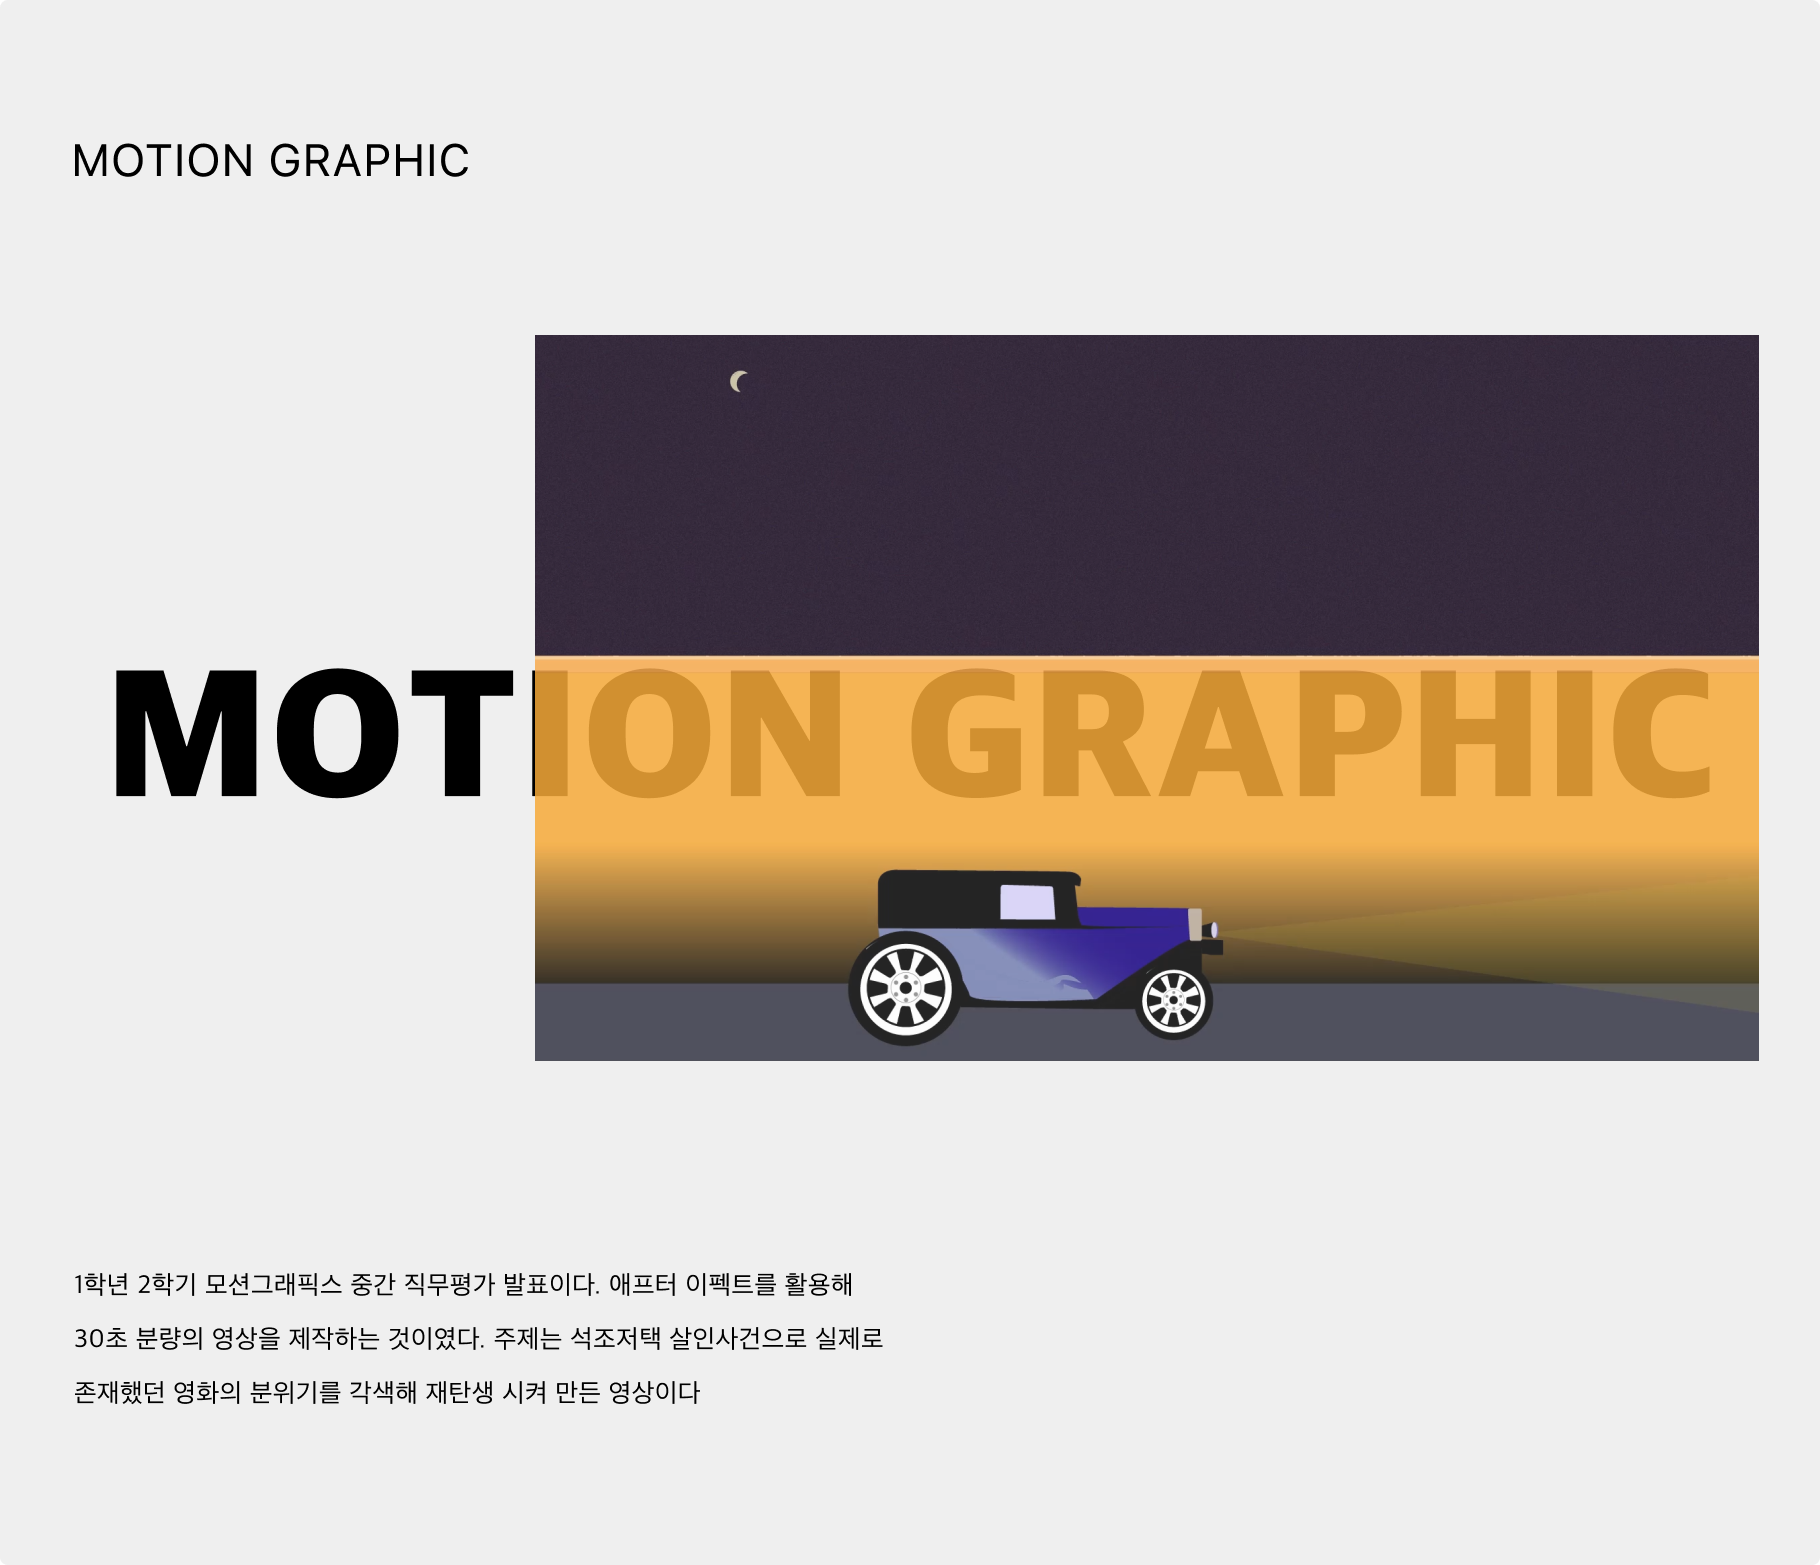 MOTION GRAPHIC
MOTION GRAPHIC
1학년 2학기 모션그래픽스 중간 직무평가 발표이다. 애프터 이펙트를 활용해
30초 분량의 영상을 제작하는 것이였다. 주제는 석조저택 살인사건으로 실제로
존재했던 영화의 분위기를 각색해 재탄생 시켜 만든 영상이다